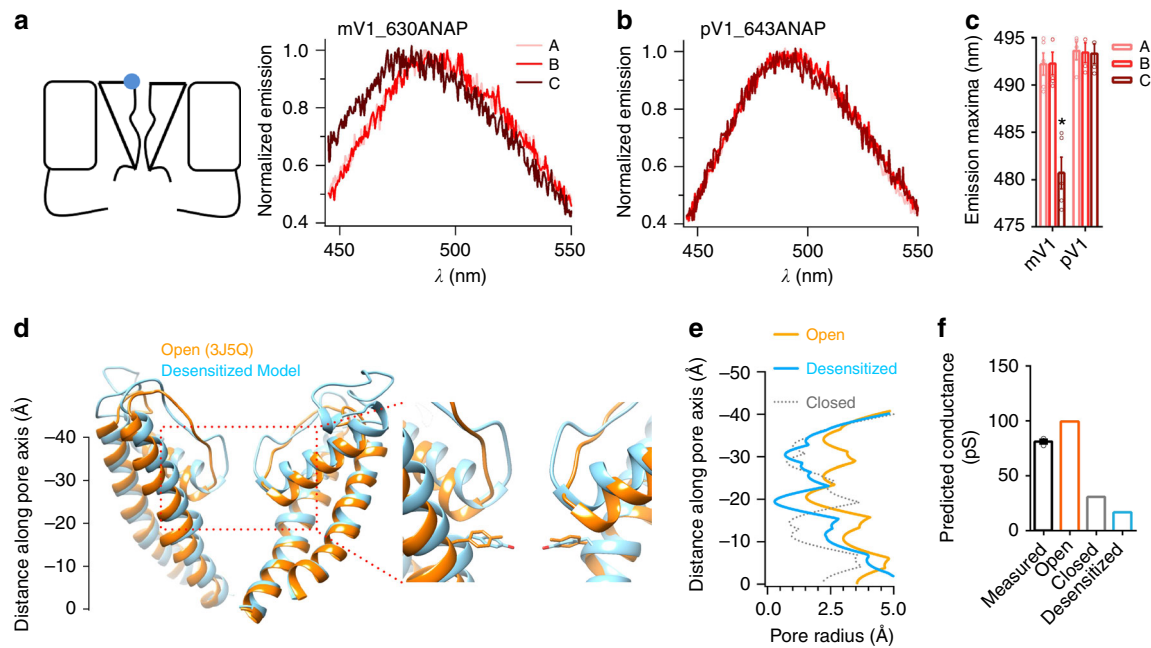 a
mV1_630ANAP
Normalized emission
1.0
0.8
0.6
0.4
450
500
550
λ (nm)
A
B
C
b
pV1_643ANAP
Normalized emission
1.0
0.8
0.6
0.4
450
500
550
λ (nm)
c
Emission maxima (nm)
495
490
485
480
475
*
mV1
pV1
A
B
C
d
Open (3J5Q)
Desensitized Model
Distance along pore axis (Å)
–40
–30
–20
–10
0
e
Open
Desensitized
Closed
Distance along pore axis (Å)
–50
–40
–30
–20
–10
0
0.0
2.5
5.0
Pore radius (Å)
f
Predicted conductance
(pS)
150
100
50
0
Measured
Open
Closed
Desensitized